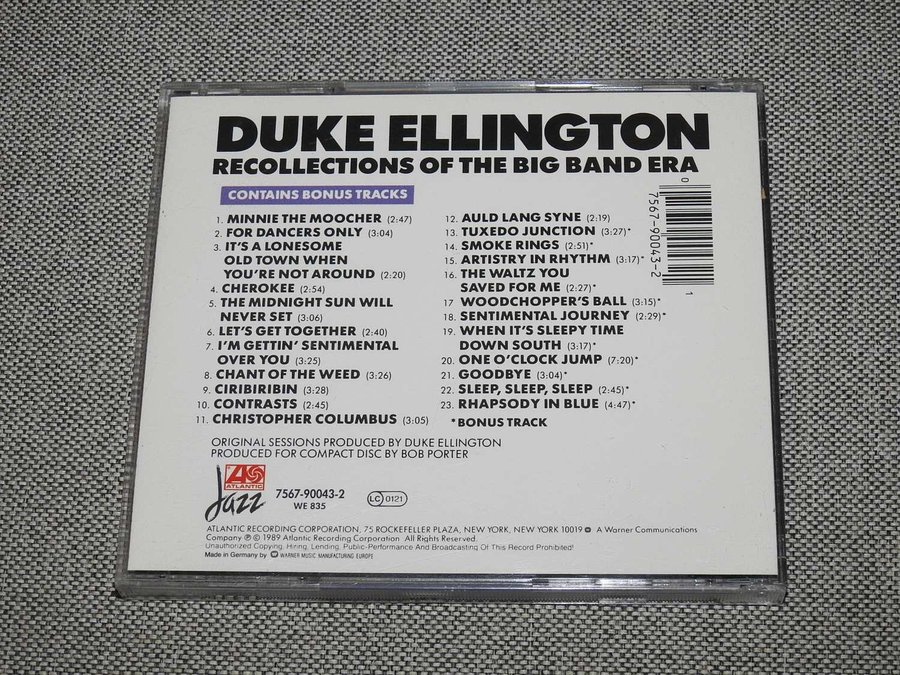 DUKE ELLINGTON
RECOLLECTIONS OF THE BIG BAND ERA
CONTAINS BONUS TRACKS
1. MINNIE THE MOOCHER (2:47)
2. FOR DANCERS ONLY (3:04)
3. IT'S A LONESOME
OLD TOWN WHEN
YOU'RE NOT AROUND (2:20)
4. CHEROKEE (2:54)
5. THE MIDNIGHT SUN WILL
NEVER SET (3:06)
6. LET'S GET TOGETHER (2:40)
7. I'M GETTIN' SENTIMENTAL
OVER YOU (3:25)
8. CHANT OF THE WEED (3:26)
9. CIRIBIRIBIN (3:28)
10. CONTRASTS (2:45)
11. CHRISTOPHER COLUMBUS (3:05)
12. AULD LANG SYNE (2:19)
13. TUXEDO JUNCTION (3:27)*
14. SMOKE RINGS (2:51)*
15. ARTISTRY IN RHYTHM (3:17)*
16. THE WALTZ YOU
SAVED FOR ME (2:27)*
17. WOODCHOPPER'S BALL (3:15)*
18. SENTIMENTAL JOURNEY (2:29)*
19. WHEN IT'S SLEEPY TIME
DOWN SOUTH (3:17)*
20. ONE O'CLOCK JUMP (7:20)*
21. GOODBYE (3:04)*
22. SLEEP, SLEEP, SLEEP (2:45)*
23. RHAPSODY IN BLUE (4:47)*
*BONUS TRACK
0 7567-90043-2 1
ORIGINAL SESSIONS PRODUCED BY DUKE ELLINGTON
PRODUCED FOR COMPACT DISC BY BOB PORTER
ATLANTIC
Jazz
7567-90043-2
WE 835
LC 0121
ATLANTIC RECORDING CORPORATION, 75 ROCKEFELLER PLAZA, NEW YORK, NEW YORK 10019 A Warner Communications
Company ℗ © 1989 Atlantic Recording Corporation All Rights Reserved.
Unauthorized Copying, Hiring, Lending, Public-Performance And Broadcasting Of This Record Prohibited!
Made in Germany by WARNER MUSIC MANUFACTURING EUROPE